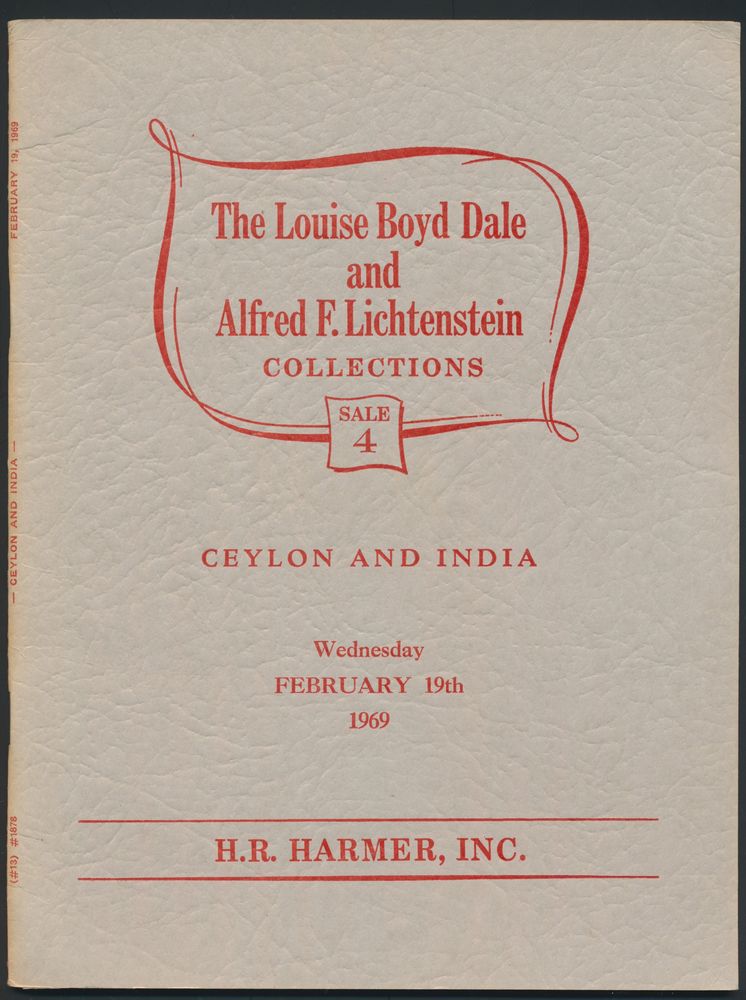 The Louise Boyd Dale
and
Alfred F. Lichtenstein
COLLECTIONS
SALE
4
CEYLON AND INDIA
Wednesday
FEBRUARY 19th
1969
H.R. HARMER, INC.
(#13) #1878
— CEYLON AND INDIA —
FEBRUARY 19, 1969